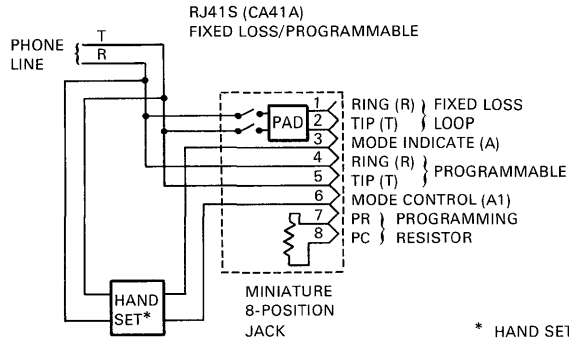 RJ41S (CA41A)
FIXED LOSS/PROGRAMMABLE
PHONE
LINE
T
R
PAD
1 RING (R)
2 TIP (T)
FIXED LOSS
LOOP
3 MODE INDICATE (A)
4 RING (R)
5 TIP (T)
PROGRAMMABLE
6 MODE CONTROL (A1)
7 PR
8 PC
PROGRAMMING
RESISTOR
HAND
SET*
MINIATURE
8-POSITION
JACK
* HAND SET